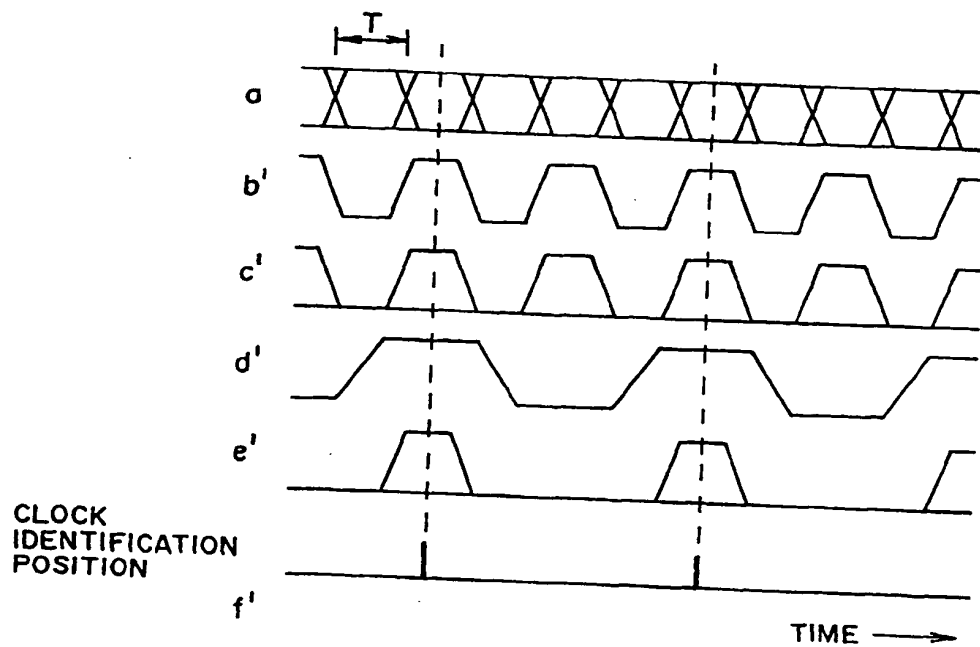 T
a
b'
c'
d'
e'
CLOCK
IDENTIFICATION
POSITION
f'
TIME